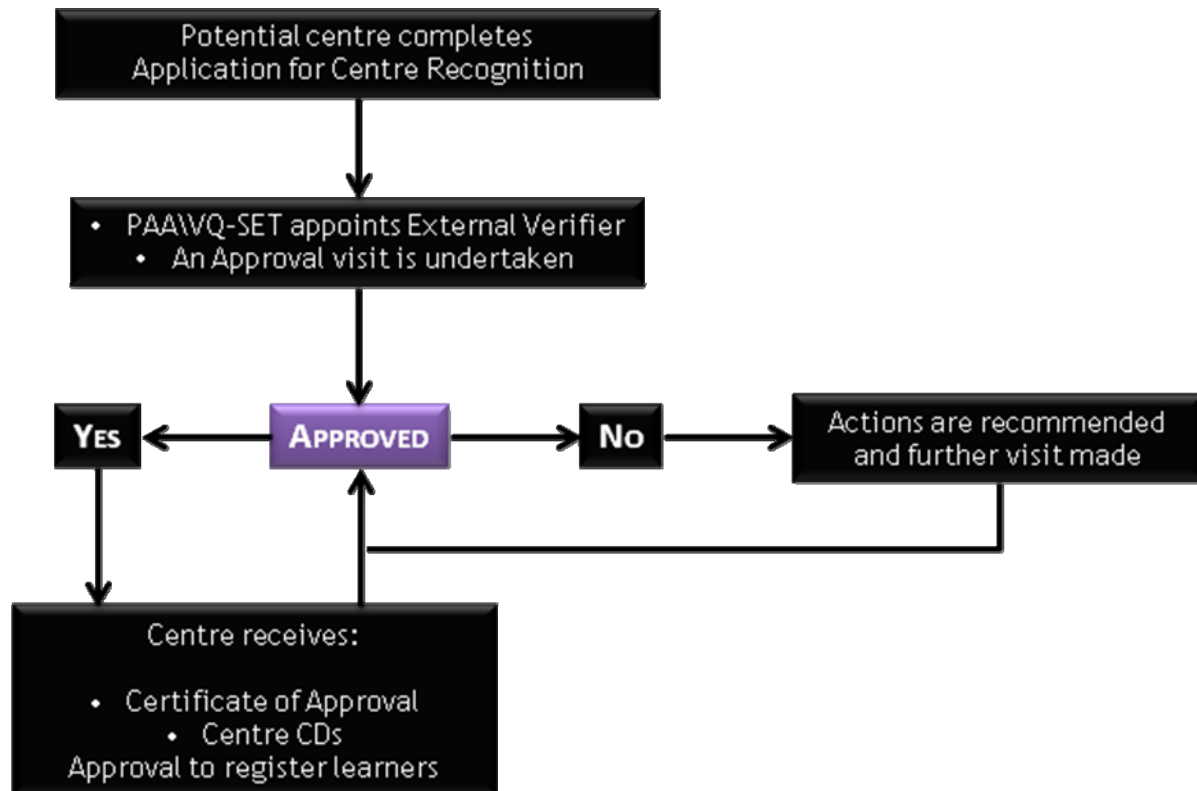 Potential centre completes
Application for Centre Recognition
• PAA\VQ-SET appoints External Verifier
• An Approval visit is undertaken
YES
APPROVED
NO
Actions are recommended
and further visit made
Centre receives:
• Certificate of Approval
• Centre CDs
Approval to register learners